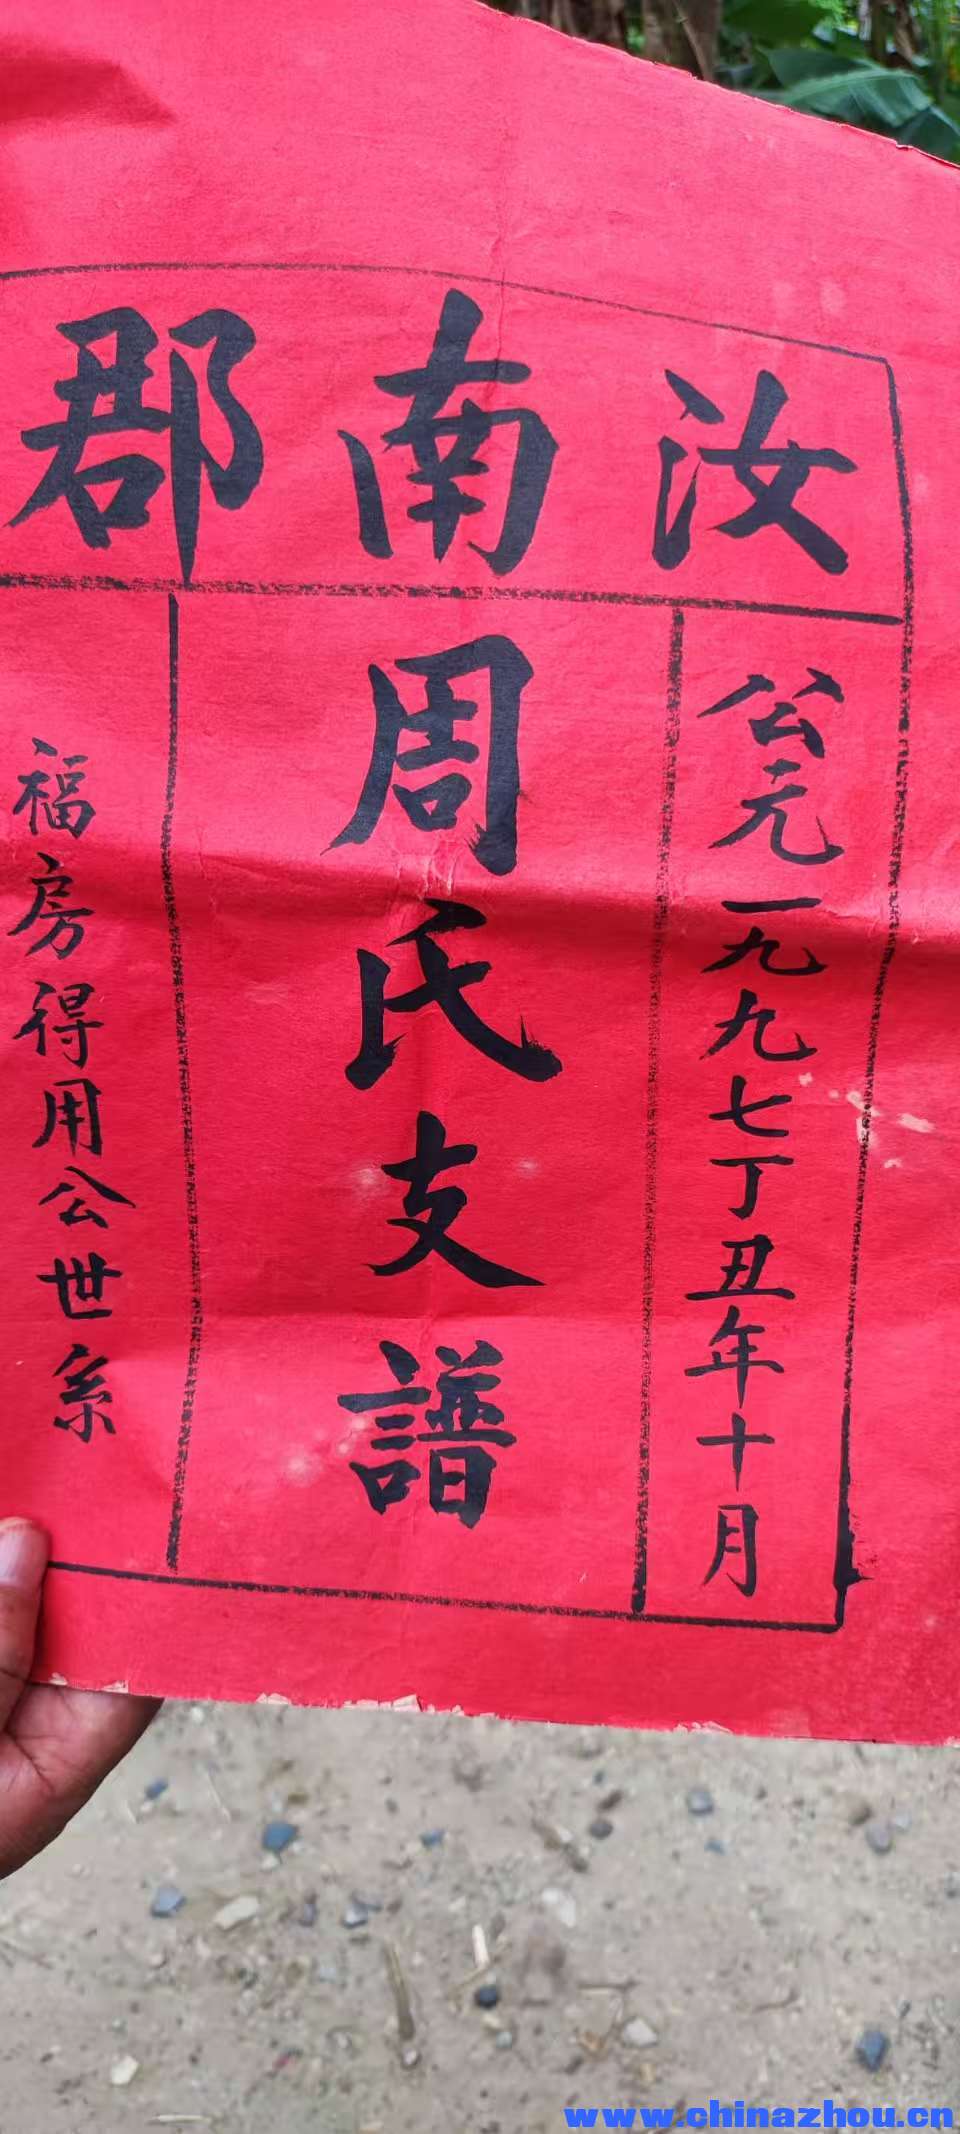 汝南郡
公元一九九七丁丑年十月
周氏支譜
福房得用公世系
www.chinazhou.cn